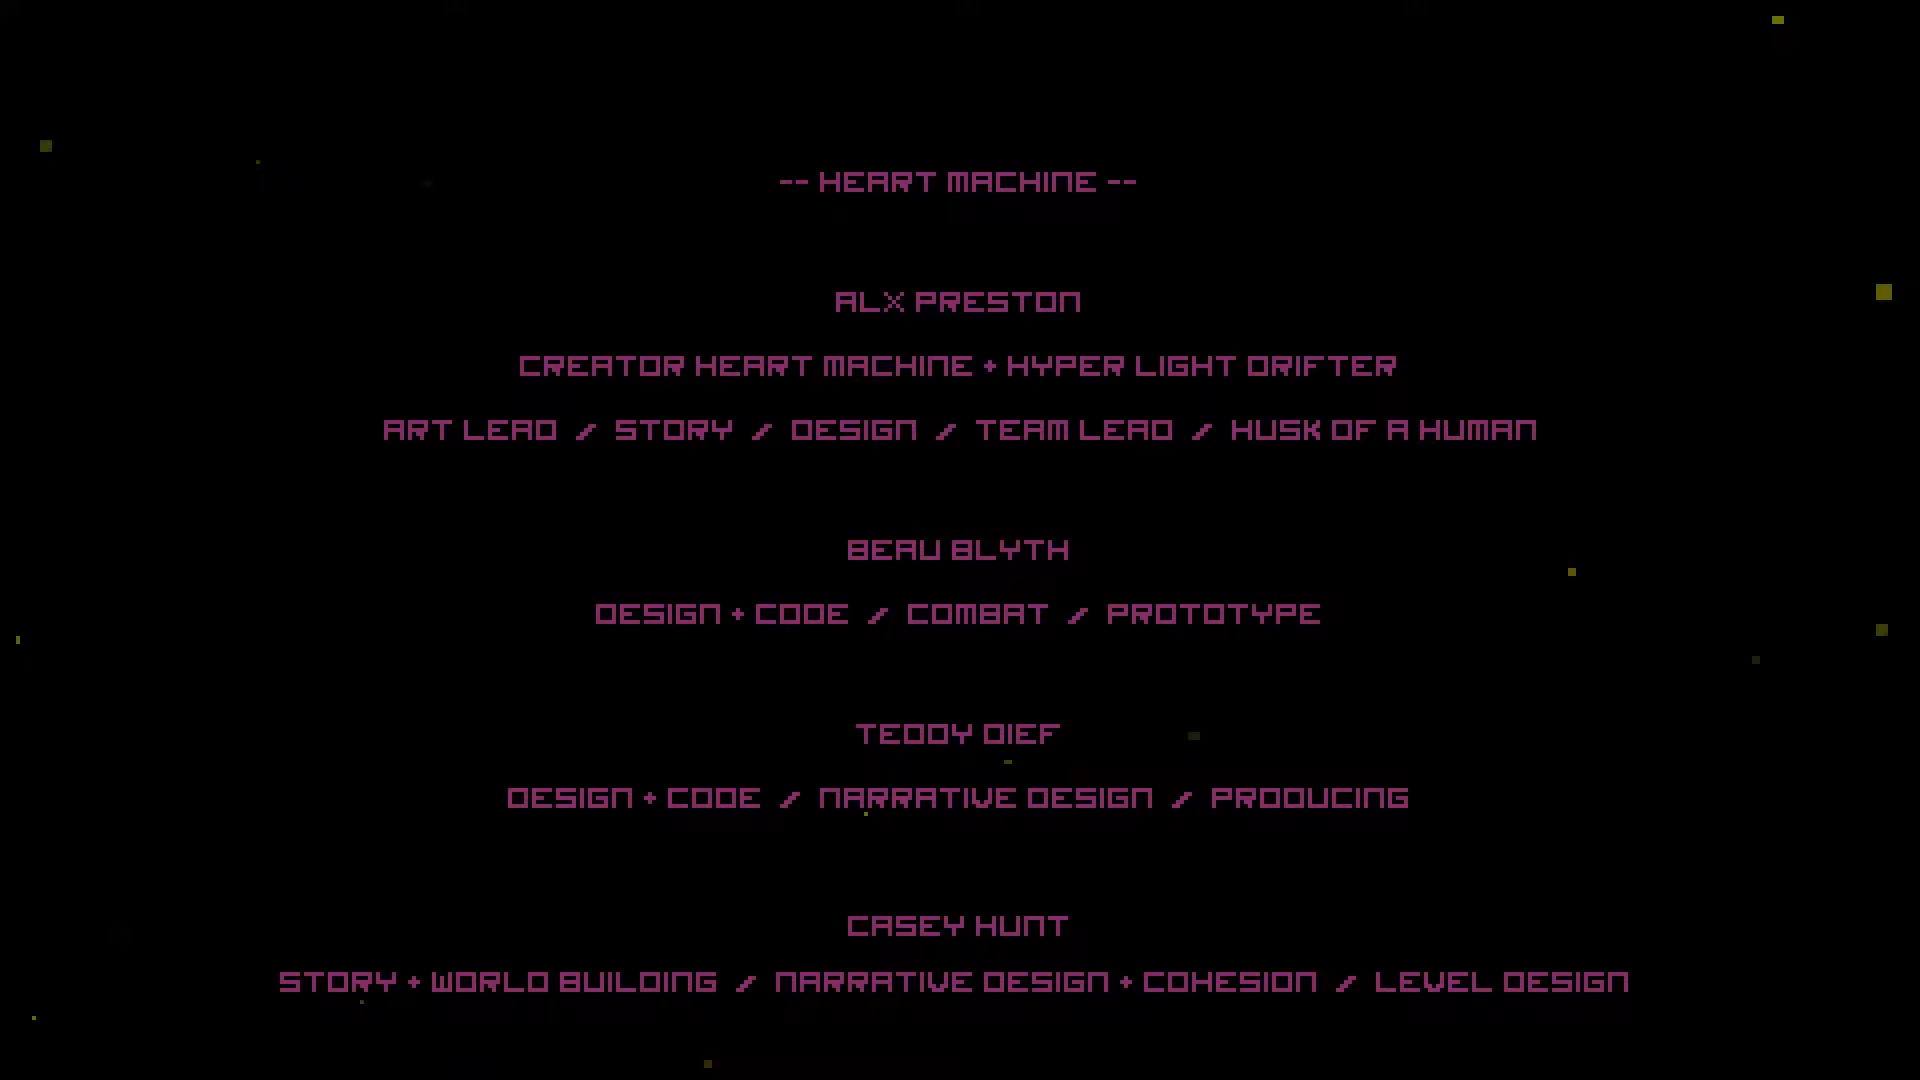 -- HEART MACHINE --
ALX PRESTON
CREATOR HEART MACHINE + HYPER LIGHT DRIFTER
ART LEAD / STORY / DESIGN / TEAM LEAD / HUSK OF A HUMAN
BEAU BLYTH
DESIGN + CODE / COMBAT / PROTOTYPE
TEDDY DIEF
DESIGN + CODE / NARRATIVE DESIGN / PRODUCING
CASEY HUNT
STORY + WORLD BUILDING / NARRATIVE DESIGN + COHESION / LEVEL DESIGN